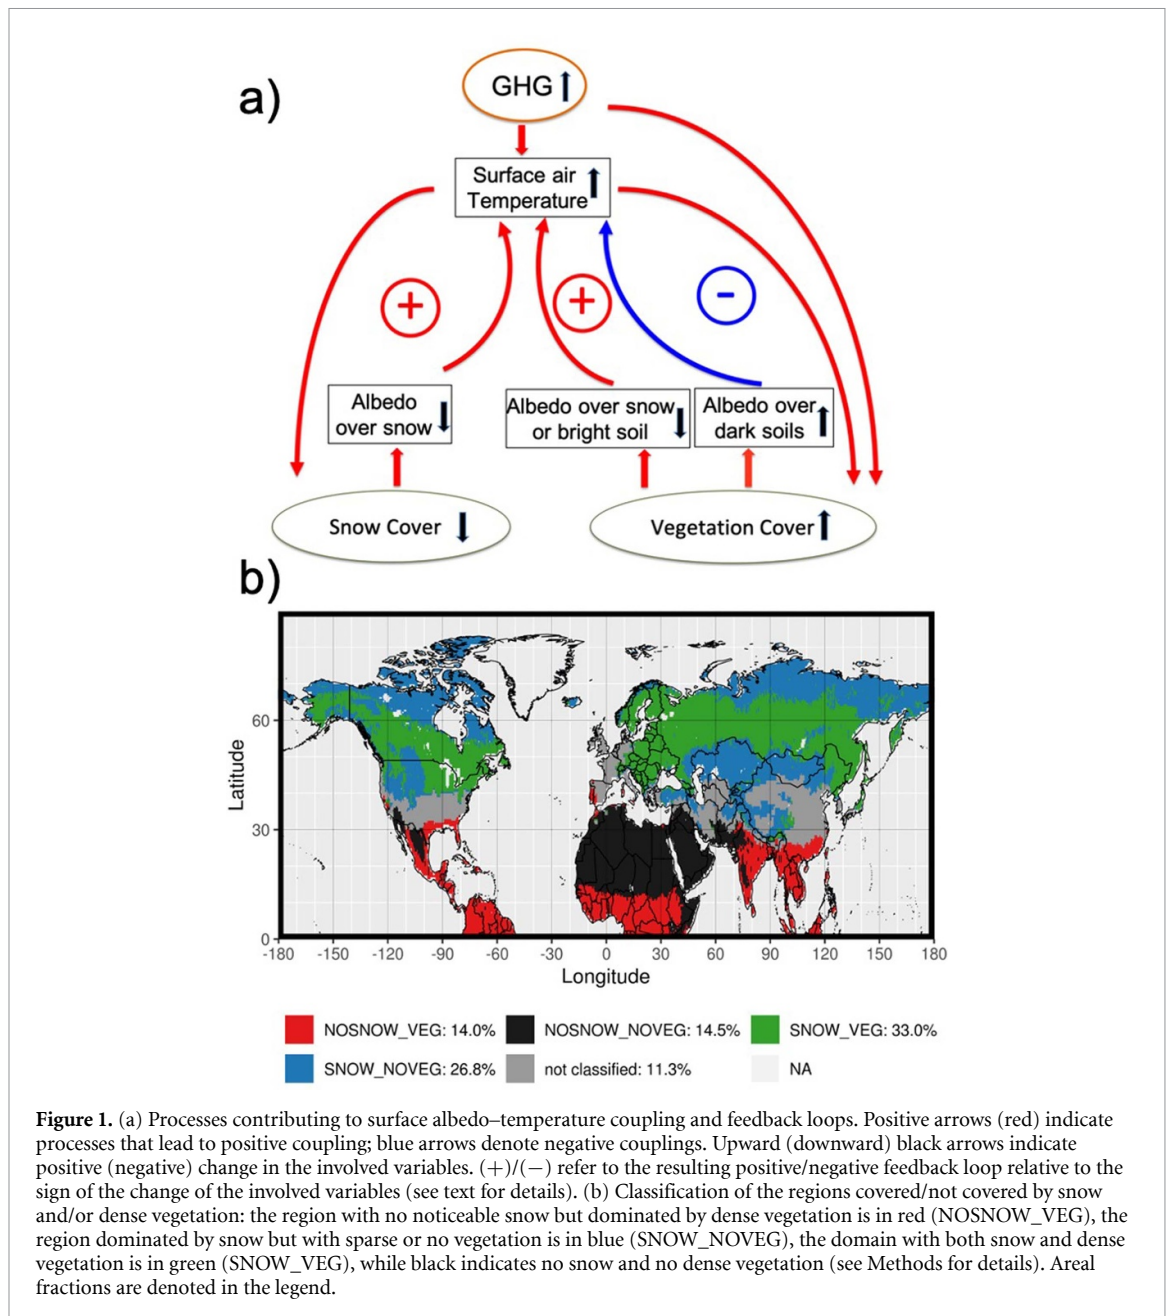 a)
GHG
Surface air
Temperature
+
+
-
Albedo
over snow
Albedo over snow
or bright soil
Albedo over
dark soils
Snow Cover
Vegetation Cover
b)
Latitude
60
30
0
-180 -150 -120 -90 -60 -30 0 30 60 90 120 150 180
Longitude
NOSNOW_VEG: 14.0% NOSNOW_NOVEG: 14.5% SNOW_VEG: 33.0%
SNOW_NOVEG: 26.8% not classified: 11.3% NA
Figure 1. (a) Processes contributing to surface albedo–temperature coupling and feedback loops. Positive arrows (red) indicate
processes that lead to positive coupling; blue arrows denote negative couplings. Upward (downward) black arrows indicate
positive (negative) change in the involved variables. (+)/(−) refer to the resulting positive/negative feedback loop relative to the
sign of the change of the involved variables (see text for details). (b) Classification of the regions covered/not covered by snow
and/or dense vegetation: the region with no noticeable snow but dominated by dense vegetation is in red (NOSNOW_VEG), the
region dominated by snow but with sparse or no vegetation is in blue (SNOW_NOVEG), the domain with both snow and dense
vegetation is in green (SNOW_VEG), while black indicates no snow and no dense vegetation (see Methods for details). Areal
fractions are denoted in the legend.